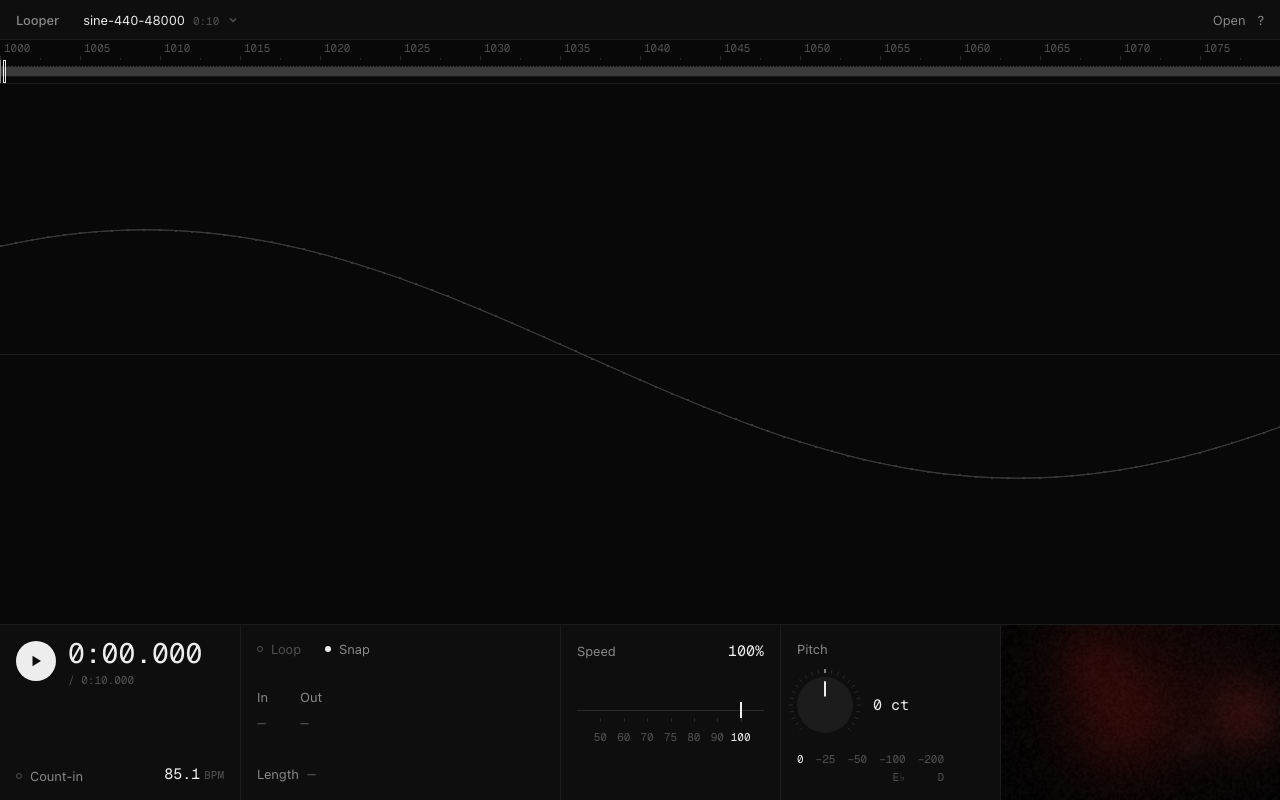 Looper sine-440-48000 0:10 Open ?
1000 1005 1010 1015 1020 1025 1030 1035 1040 1045 1050 1055 1060 1065 1070 1075
0:00.000
/ 0:10.000
Count-in 85.1 BPM
Loop Snap
In Out
— —
Length —
Speed 100%
50 60 70 75 80 90 100
Pitch
0 ct
0 −25 −50 −100 −200
E♭ D